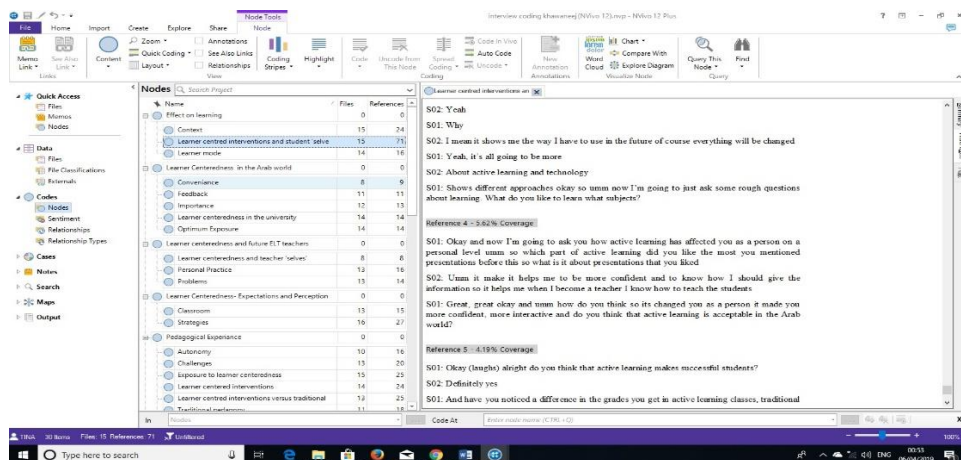 Node Tools
interview coding khawaneej (NVivo 12).nvp - NVivo 12 Plus
File Home Import Create Explore Share Node
Memo Link
See Also Link
Content
Zoom
Quick Coding
Layout
Annotations
See Also Links
Relationships
Coding Stripes
Highlight
Code
Uncode from This Node
Spread Coding
Code In Vivo
Auto Code
Uncode
New Annotation
Word Cloud
Chart
Compare With
Explore Diagram
Query This Node
Find
Links View Coding Annotations Visualize Node Query
Quick Access
Files
Memos
Nodes
Data
Files
File Classifications
Externals
Codes
Nodes
Sentiment
Relationships
Relationship Types
Cases
Notes
Search
Maps
Output
Nodes Search Project
Name Files References
Effect on learning 0 0
Context 15 24
Learner centred interventions and student 'selve 15 71
Learner mode 14 16
Learner Centeredness in the Arab world 0 0
Conveniance 8 9
Feedback 11 11
Importance 12 13
Learner centeredness in the university 14 14
Optimum Exposure 14 14
Learner centeredness and future ELT teachers 0 0
Learner centeredness and teacher 'selves' 8 8
Personal Practice 13 16
Problems 13 14
Learner Centeredness- Expectations and Perception 0 0
Classroom 13 15
Strategies 16 27
Pedagogical Experiance 0 0
Autonomy 10 16
Challenges 13 20
Exposure to learner centeredness 15 25
Learner centered interventions 14 24
Learner centred interventions versus traditional 13 25
Traditional pedagogy 11 18
Learner centred interventions an
S02: Yeah
S01: Why
S02: I mean it shows me the way I have to use in the future of course everything will be changed
S01: Yeah, it's all going to be more
S02: About active learning and technology
S01: Shows different approaches okay so umm now I'm going to just ask some rough questions
about learning. What do you like to learn what subjects?
Reference 4 - 5.62% Coverage
S01: Okay and now I'm going to ask you how active learning has affected you as a person on a
personal level umm so which part of active learning did you like the most you mentioned
presentations before this so what is it about presentations that you liked
S02: Umm it make it helps me to be more confident and to know how I should give the
information so it helps me when I become a teacher I know how to teach the students
S01: Great, great okay and umm how do you think so its changed you as a person it made you
more confident, more interactive and do you think that active learning is acceptable in the Arab
world?
Reference 5 - 4.19% Coverage
S01: Okay (laughs) alright do you think that active learning makes successful students?
S02: Definitely yes
S01: And have you noticed a difference in the grades you get in active learning classes, traditional
In Nodes
Code At Enter node name (CTRL+Q)
TINA 30 Items Files: 15 References: 71 Unfiltered
100%
Type here to search
ENG
00:53
06/04/2019